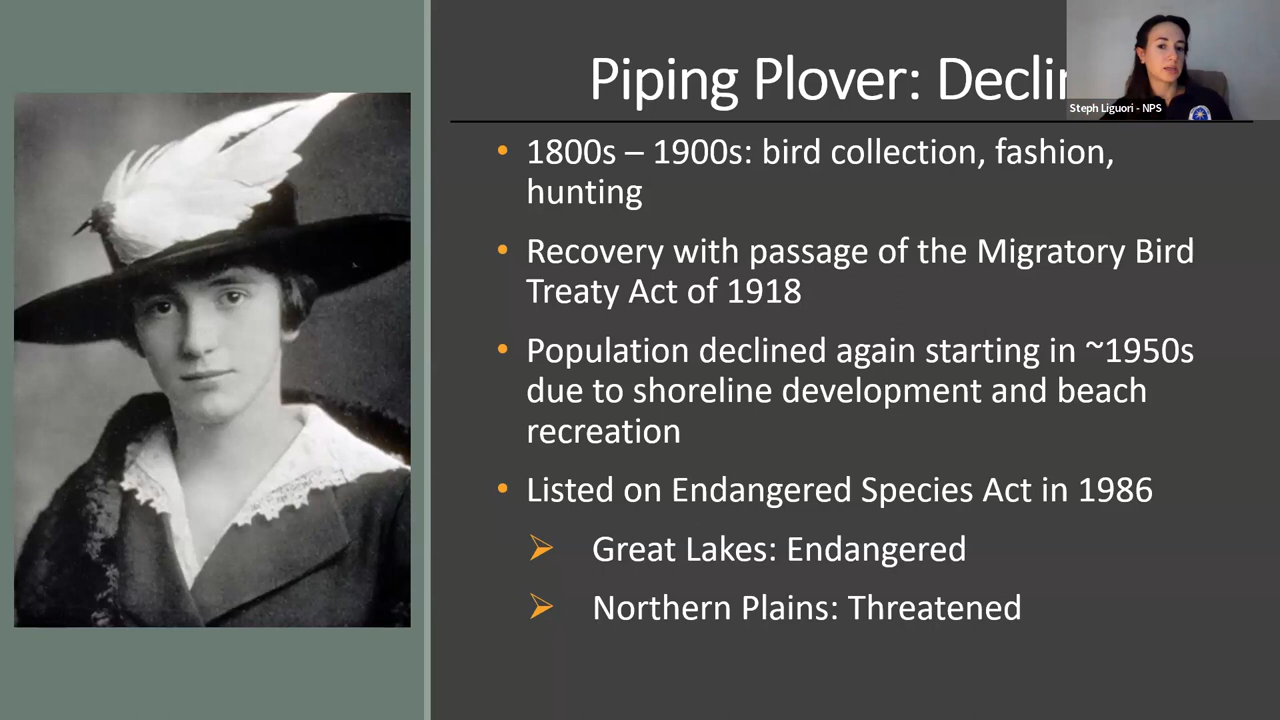 Piping Plover: Declin
Steph Liguori - NPS
• 1800s – 1900s: bird collection, fashion,
hunting
• Recovery with passage of the Migratory Bird
Treaty Act of 1918
• Population declined again starting in ~1950s
due to shoreline development and beach
recreation
• Listed on Endangered Species Act in 1986
➢ Great Lakes: Endangered
➢ Northern Plains: Threatened